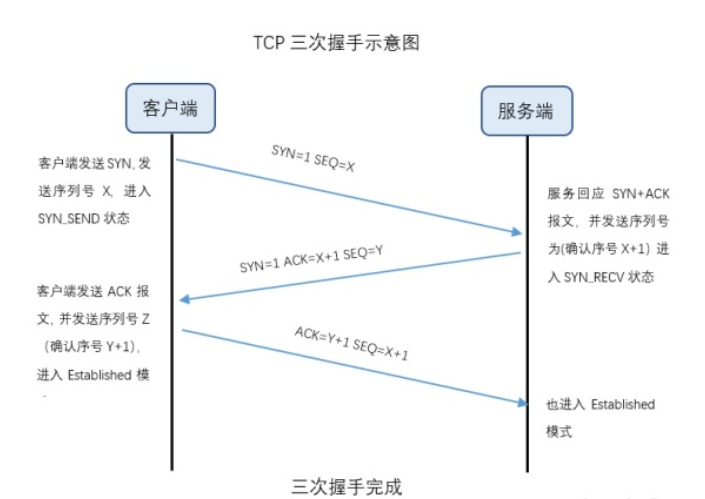 TCP 三次握手示意图
客户端
服务端
客户端发送 SYN, 发
送序列号 X, 进入
SYN_SEND 状态
SYN=1 SEQ=X
服务回应 SYN+ACK
报文, 并发送序列号
为(确认序号 X+1) 进
入 SYN_RECV 状态
SYN=1 ACK=X+1 SEQ=Y
客户端发送 ACK 报
文, 并发送序列号 Z
(确认序号 Y+1),
进入 Established 模
ACK=Y+1 SEQ=X+1
也进入 Established
模式
三次握手完成